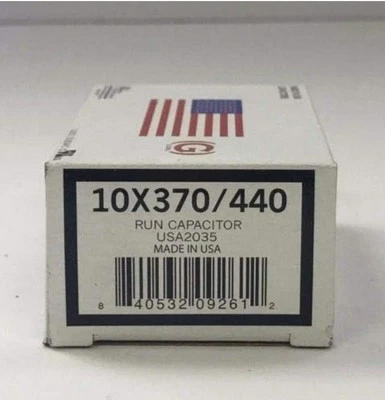 G
10X370/440
RUN CAPACITOR
USA2035
MADE IN USA
8 40532 09261 2